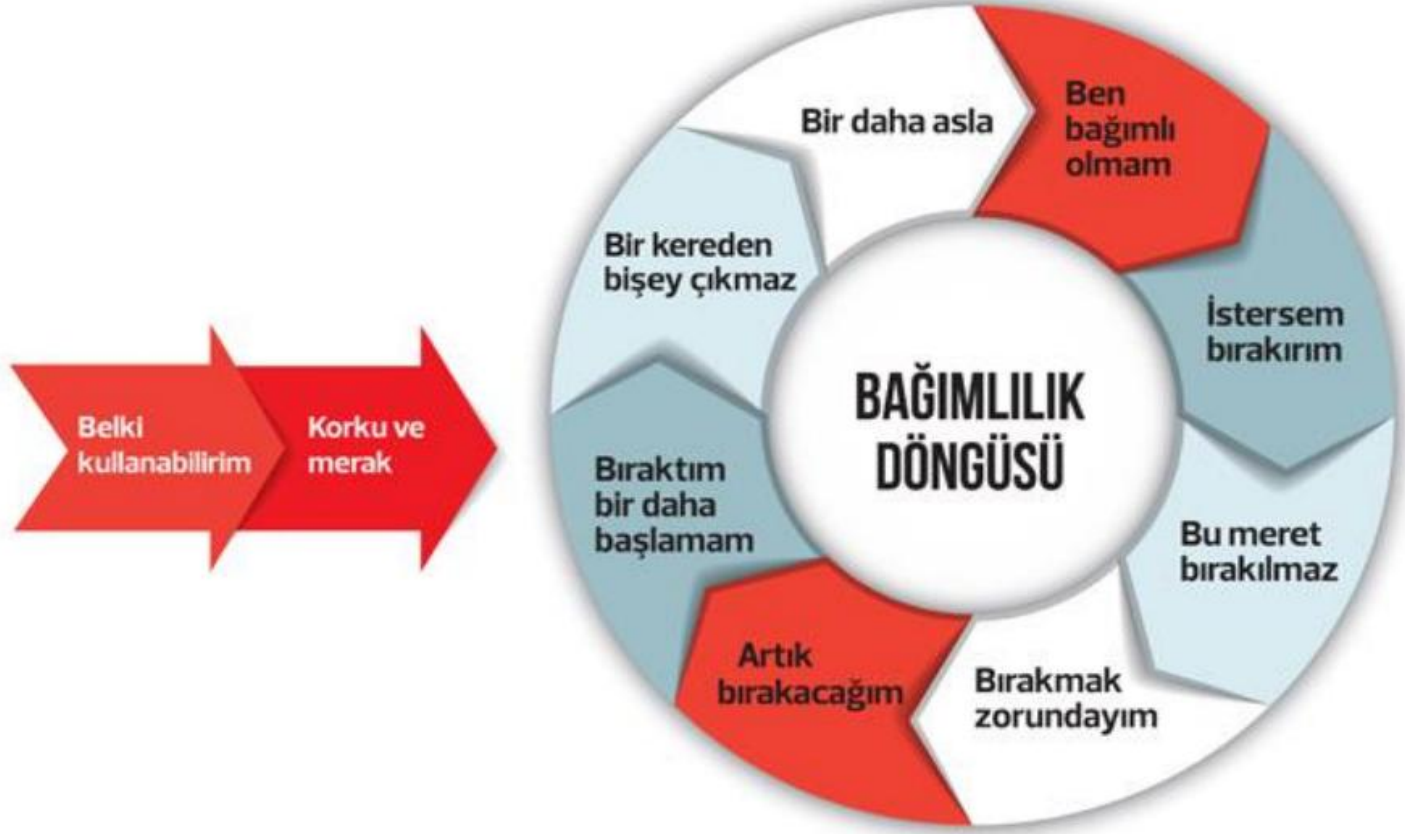 Belki
kullanabilirim
Korku ve
merak
BAĞIMLILIK
DÖNGÜSÜ
Bir daha asla
Ben
bağımlı
olmam
İstersem
bırakırım
Bu meret
bırakılmaz
Bırakmak
zorundayım
Artık
bırakacağım
Bıraktım
bir daha
başlamam
Bir kereden
bişey çıkmaz